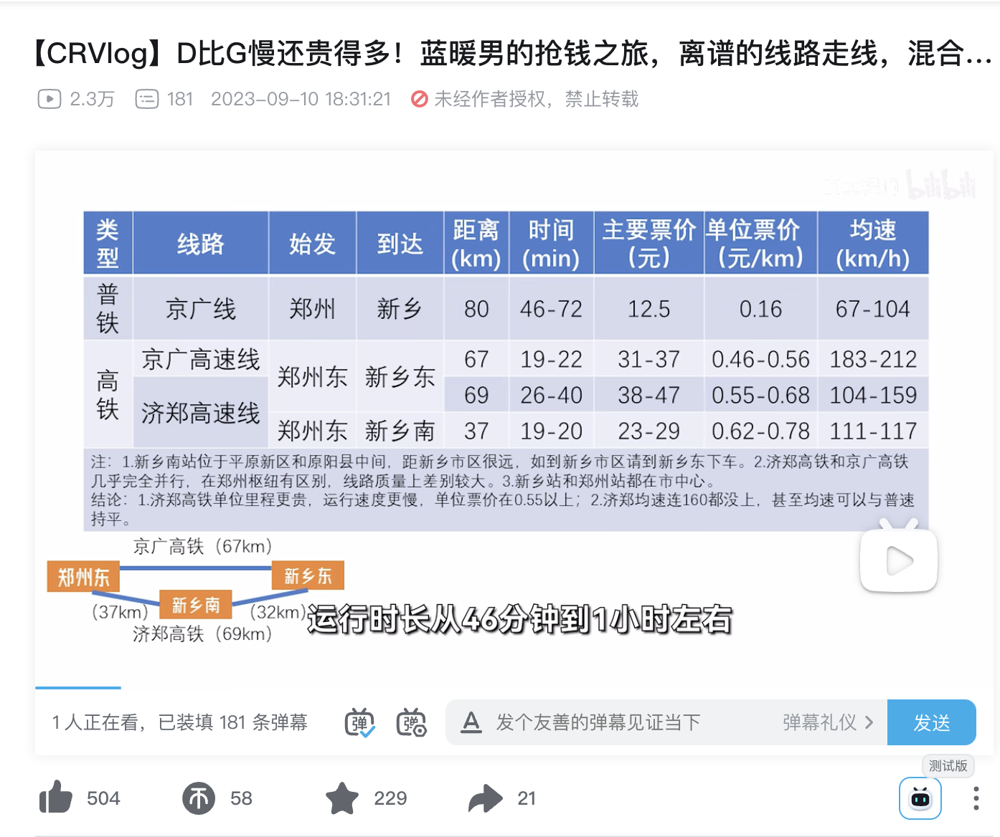 【CRVlog】D比G慢还贵得多！蓝暖男的抢钱之旅，离谱的线路走线，混合…
2.3万 181 2023-09-10 18:31:21 未经作者授权，禁止转载
bilibili
类型 线路 始发 到达 距离(km) 时间(min) 主要票价(元) 单位票价(元/km) 均速(km/h)
普铁 京广线 郑州 新乡 80 46-72 12.5 0.16 67-104
高铁 京广高速线 郑州东 新乡东 67 19-22 31-37 0.46-0.56 183-212
济郑高速线 69 26-40 38-47 0.55-0.68 104-159
郑州东 新乡南 37 19-20 23-29 0.62-0.78 111-117
注：1.新乡南站位于平原新区和原阳县中间，距新乡市区很远，如到新乡市区请到新乡东下车。2.济郑高铁和京广高铁
几乎完全并行，在郑州枢纽有区别，线路质量上差别较大。3.新乡站和郑州站都在市中心。
结论：1.济郑高铁单位里程更贵，运行速度更慢，单位票价在0.55以上；2.济郑均速连160都没上，甚至均速可以与普速
持平。
京广高铁（67km）
郑州东 新乡东
新乡南
（37km） （32km）
济郑高铁（69km）
运行时长从46分钟到1小时左右
1人正在看，已装填 181 条弹幕 弹 弹 A 发个友善的弹幕见证当下 弹幕礼仪 > 发送
测试版
504 58 229 21